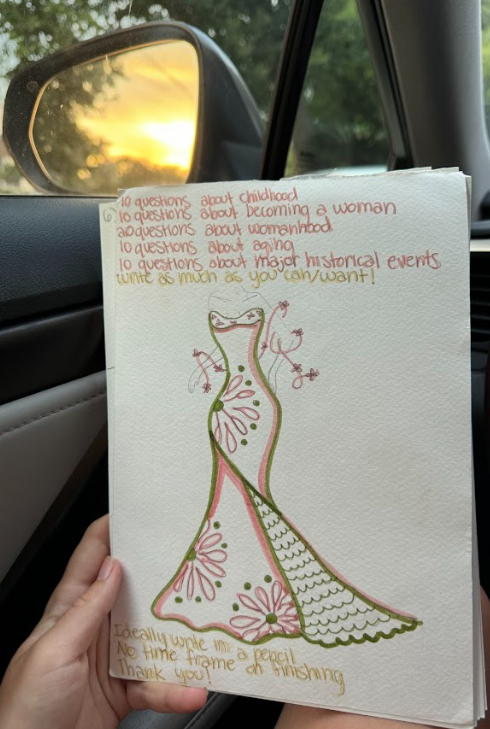 10 questions about childhood
10 questions about becoming a woman
20 questions about womanhood
10 questions about aging
10 questions about major historical events
write as much as you can/want!
Ideally write in a pencil
No time frame on finishing
Thank you!